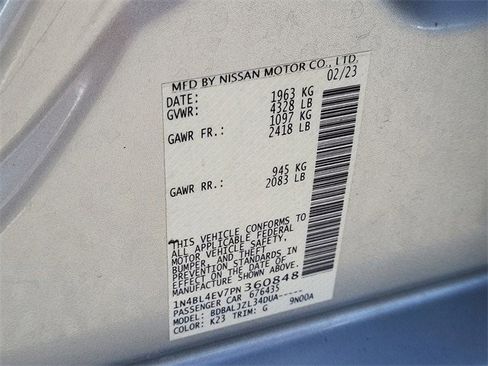 MFD BY NISSAN MOTOR CO., LTD.
DATE: 02/23
GVWR: 1963 KG
4328 LB
GAWR FR.: 1097 KG
2418 LB
GAWR RR.: 945 KG
2083 LB
THIS VEHICLE CONFORMS TO
ALL APPLICABLE FEDERAL
MOTOR VEHICLE SAFETY,
BUMPER, AND THEFT
PREVENTION STANDARDS IN
EFFECT ON THE DATE OF
MANUFACTURE SHOWN ABOVE.
1N4BL4EV7PN360848
PASSENGER CAR 676435
MODEL: BDBALJZL34DUA-----
COLOR: K23 TRIM: G 9N00A